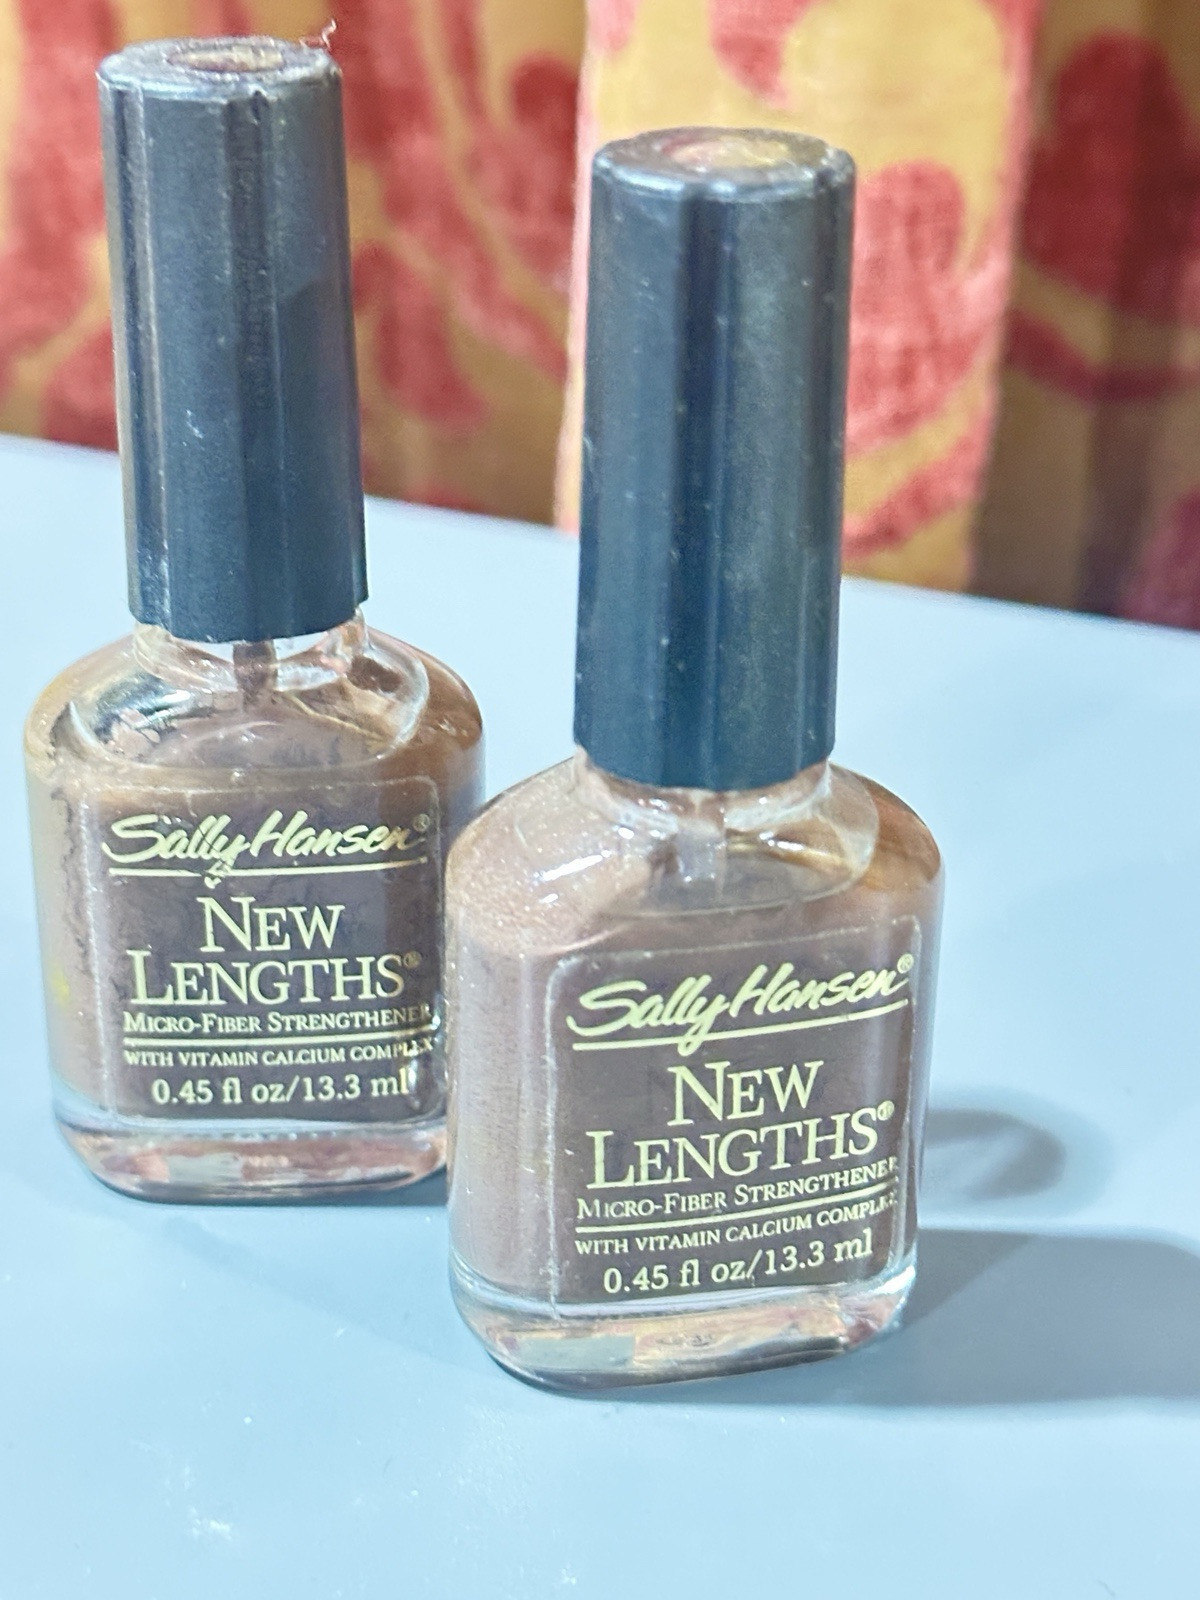 Sally Hansen®
NEW
LENGTHS®
MICRO-FIBER STRENGTHENER
WITH VITAMIN CALCIUM COMPLEX
0.45 fl oz/13.3 ml
Sally Hansen®
NEW
LENGTHS®
MICRO-FIBER STRENGTHENER
WITH VITAMIN CALCIUM COMPLEX
0.45 fl oz/13.3 ml